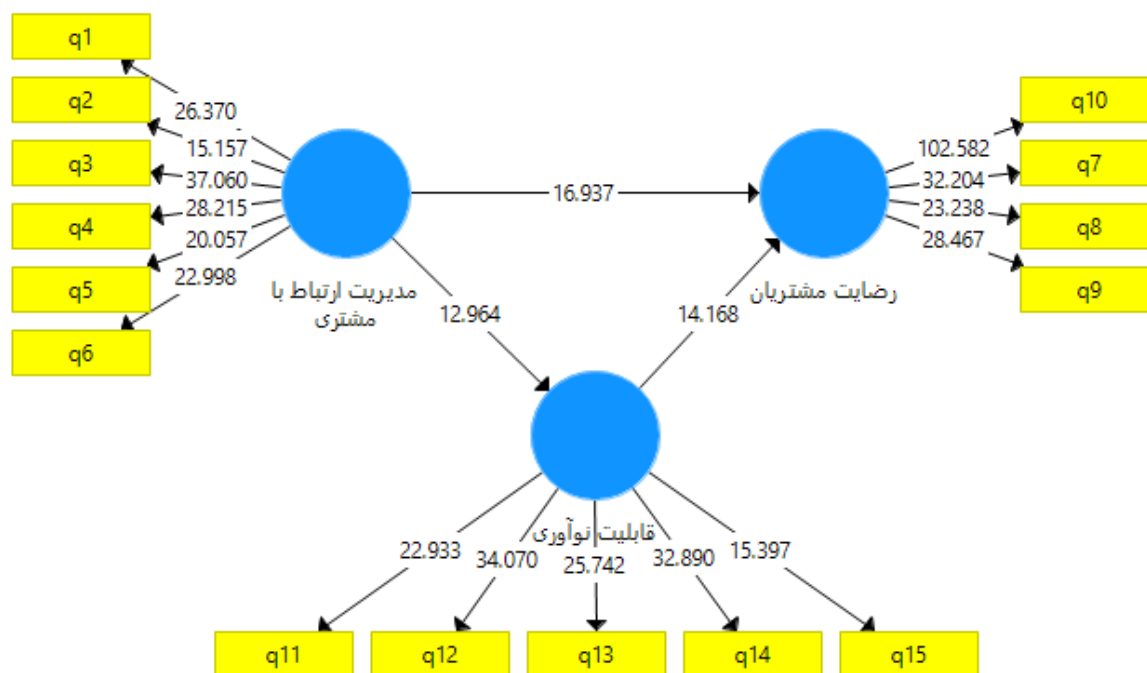 q1
q2
q3
q4
q5
q6
26.370
15.157
37.060
28.215
20.057
22.998
مدیریت ارتباط با
مشتری
16.937
12.964
14.168
رضایت مشتریان
102.582
32.204
23.238
28.467
q10
q7
q8
q9
قابلیت نوآوری
22.933
34.070
25.742
32.890
15.397
q11
q12
q13
q14
q15